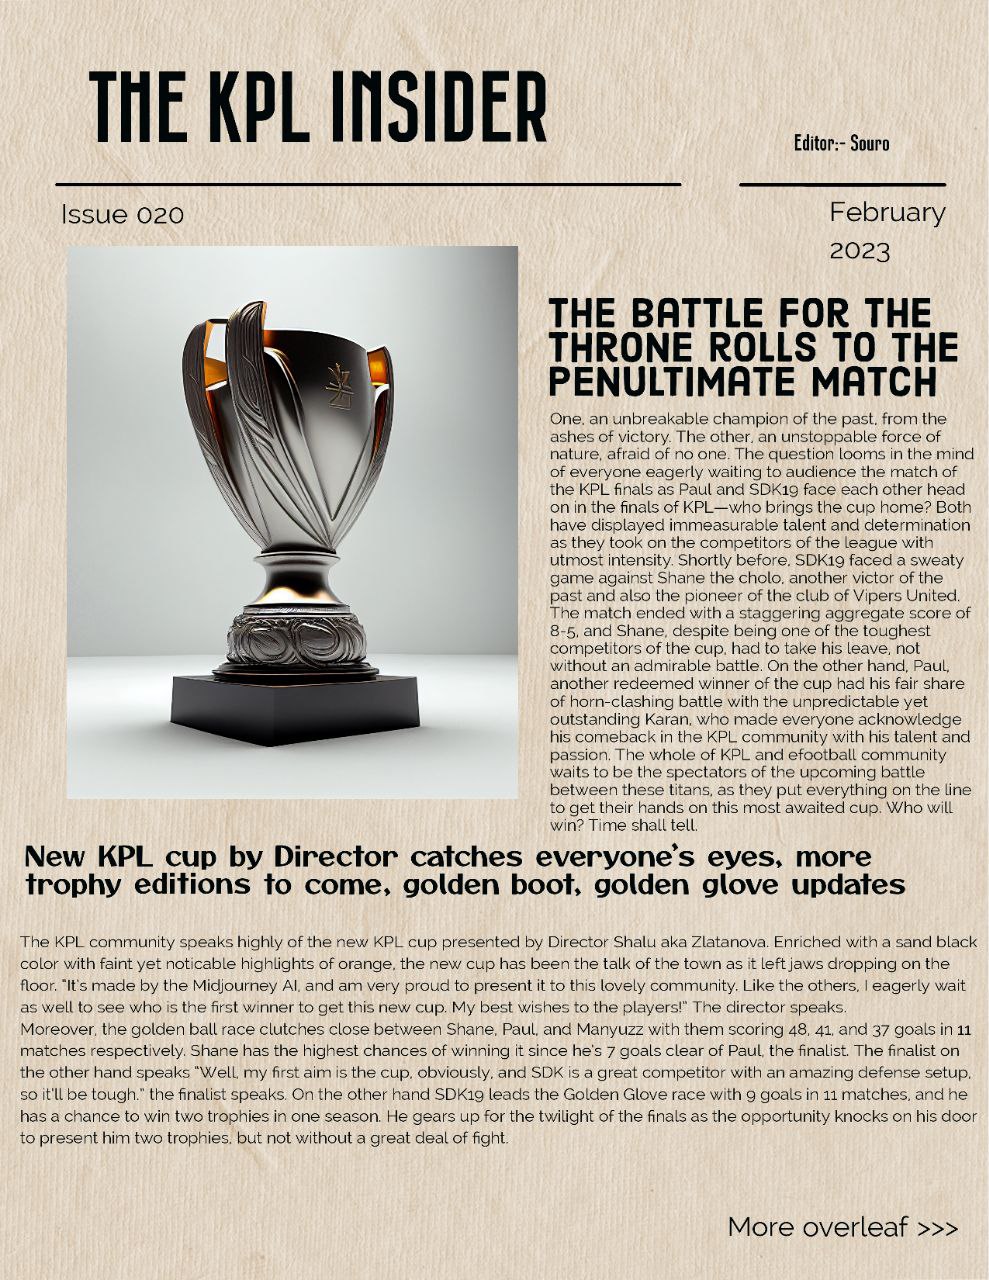 THE KPL INSIDER
Editor:- Souro
Issue 020
February
2023
THE BATTLE FOR THE
THRONE ROLLS TO THE
PENULTIMATE MATCH
One, an unbreakable champion of the past, from the
ashes of victory. The other, an unstoppable force of
nature, afraid of no one. The question looms in the mind
of everyone eagerly waiting to audience the match of
the KPL finals as Paul and SDK19 face each other head
on in the finals of KPL—who brings the cup home? Both
have displayed immeasurable talent and determination
as they took on the competitors of the league with
utmost intensity. Shortly before, SDK19 faced a sweaty
game against Shane the cholo, another victor of the
past and also the pioneer of the club of Vipers United.
The match ended with a staggering aggregate score of
8-5, and Shane, despite being one of the toughest
competitors of the cup, had to take his leave, not
without an admirable battle. On the other hand, Paul,
another redeemed winner of the cup had his fair share
of horn-clashing battle with the unpredictable yet
outstanding Karan, who made everyone acknowledge
his comeback in the KPL community with his talent and
passion. The whole of KPL and efootball community
waits to be the spectators of the upcoming battle
between these titans, as they put everything on the line
to get their hands on this most awaited cup. Who will
win? Time shall tell.
New KPL cup by Director catches everyone's eyes, more
trophy editions to come, golden boot, golden glove updates
The KPL community speaks highly of the new KPL cup presented by Director Shalu aka Zlatanova. Enriched with a sand black
color with faint yet noticable highlights of orange, the new cup has been the talk of the town as it left jaws dropping on the
floor. "It's made by the Midjourney AI, and am very proud to present it to this lovely community. Like the others, I eagerly wait
as well to see who is the first winner to get this new cup. My best wishes to the players!" The director speaks.
Moreover, the golden ball race clutches close between Shane, Paul, and Manyuzz with them scoring 48, 41, and 37 goals in 11
matches respectively. Shane has the highest chances of winning it since he's 7 goals clear of Paul, the finalist. The finalist on
the other hand speaks "Well, my first aim is the cup, obviously, and SDK is a great competitor with an amazing defense setup,
so it'll be tough." the finalist speaks. On the other hand SDK19 leads the Golden Glove race with 9 goals in 11 matches, and he
has a chance to win two trophies in one season. He gears up for the twilight of the finals as the opportunity knocks on his door
to present him two trophies, but not without a great deal of fight.
More overleaf >>>